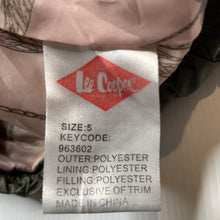 Lee Cooper
SIZE:5
KEYCODE:
963602
OUTER:POLYESTER
LINING:POLYESTER
FILLING:POLYESTER
EXCLUSIVE OF TRIM
MADE IN CHINA